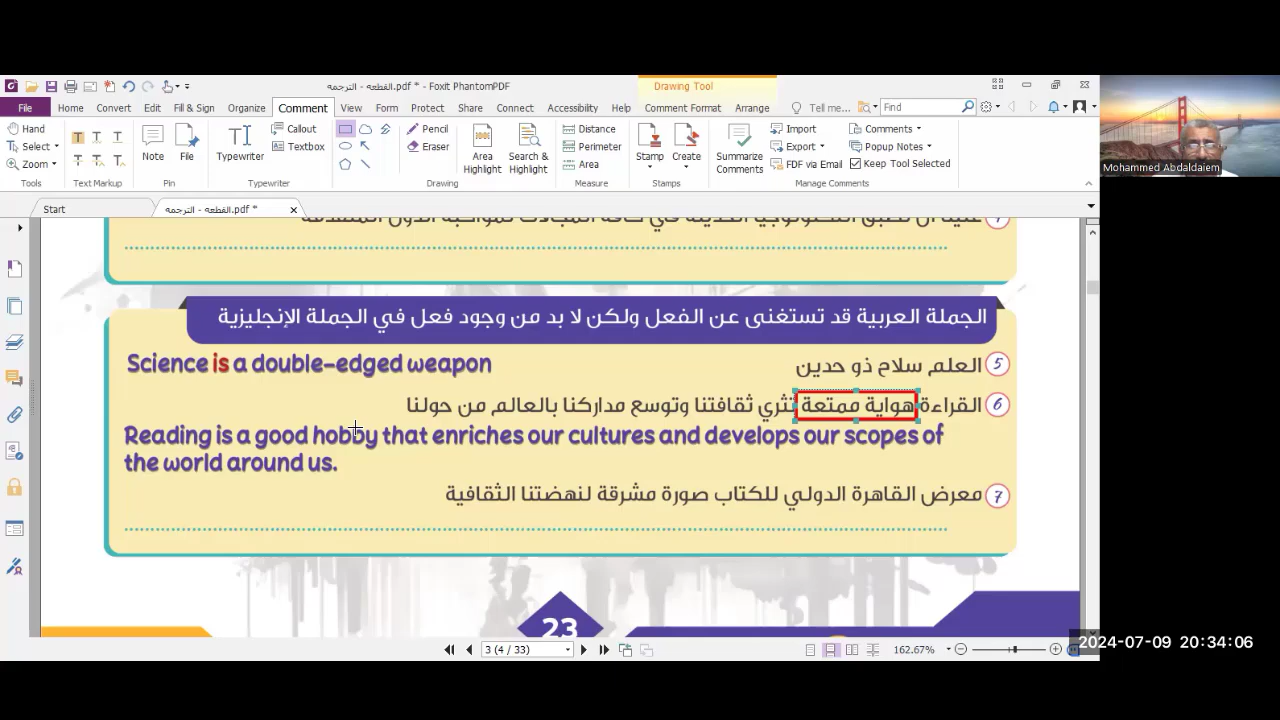 القطعه - الترجمه.pdf * - Foxit PhantomPDF
Drawing Tool
File Home Convert Edit Fill & Sign Organize Comment View Form Protect Share Connect Accessibility Help Comment Format Arrange Tell me... Find
Hand
Select
Zoom
Tools
Text Markup
Note
File
Pin
Typewriter
Callout
Textbox
Typewriter
Pencil
Eraser
Area Highlight
Search & Highlight
Drawing
Distance
Perimeter
Area
Measure
Stamp
Create
Stamps
Summarize Comments
Import
Export
FDF via Email
Comments
Popup Notes
Keep Tool Selected
Manage Comments
Mohammed Abdaldaiem
Start
القطعه - الترجمه.pdf *
الجملة العربية قد تستغنى عن الفعل ولكن لا بد من وجود فعل في الجملة الإنجليزية
5 العلم سلاح ذو حدين
Science is a double-edged weapon
6 القراءة هواية ممتعة تثري ثقافتنا وتوسع مداركنا بالعالم من حولنا
Reading is a good hobby that enriches our cultures and develops our scopes of
the world around us.
7 معرض القاهرة الدولي للكتاب صورة مشرقة لنهضتنا الثقافية
23
3 (4 / 33)
162.67%
2024-07-09 20:34:06